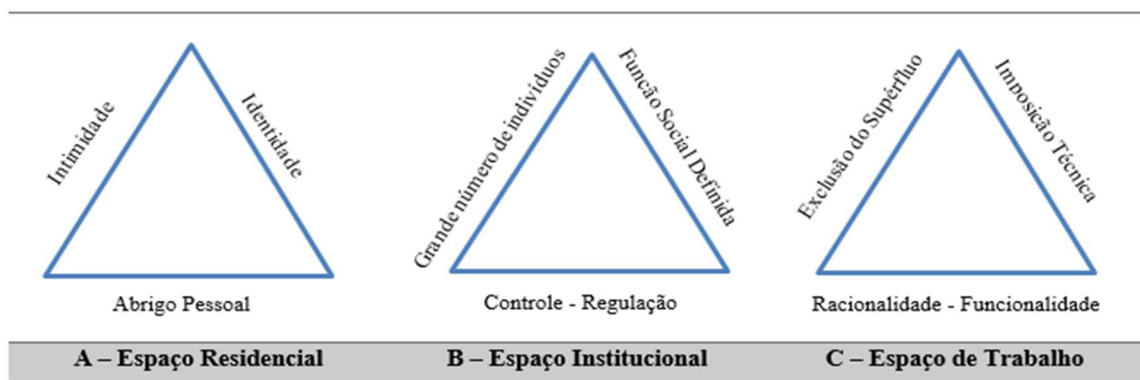 Intimidade
Identidade
Abrigo Pessoal
Grande número de indivíduos
Função Social Definida
Controle - Regulação
Exclusão do Supérfluo
Imposição Técnica
Racionalidade - Funcionalidade
A – Espaço Residencial
B – Espaço Institucional
C – Espaço de Trabalho